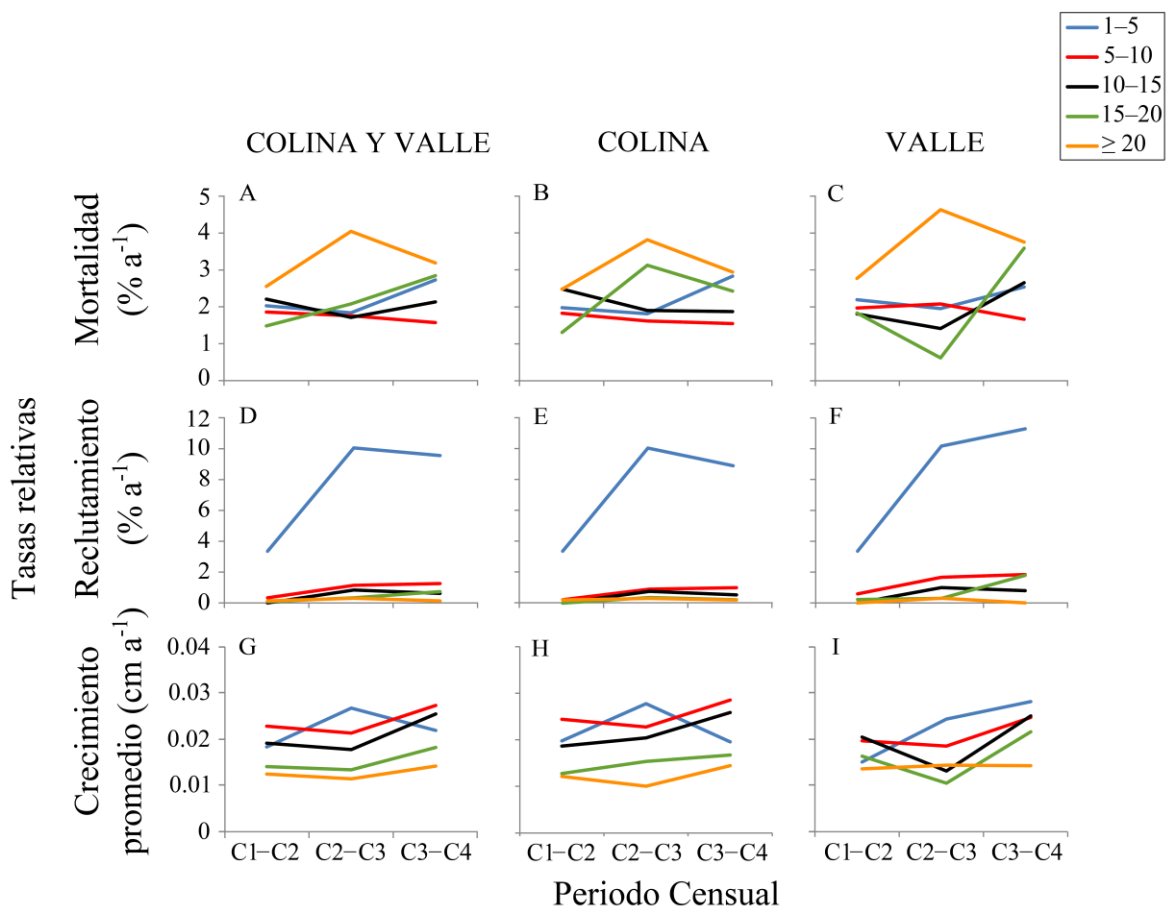 1–5
5–10
10–15
15–20
≥ 20
COLINA Y VALLE
COLINA
VALLE
Tasas relativas
Mortalidad
(% a⁻¹)
A
5
4
3
2
1
0
B
C
Reclutamiento
(% a⁻¹)
D
12
10
8
6
4
2
0
E
F
Crecimiento
promedio (cm a⁻¹)
G
0.04
0.03
0.02
0.01
0
H
I
C1−C2 C2−C3 C3−C4
C1−C2 C2−C3 C3−C4
C1−C2 C2−C3 C3−C4
Periodo Censual